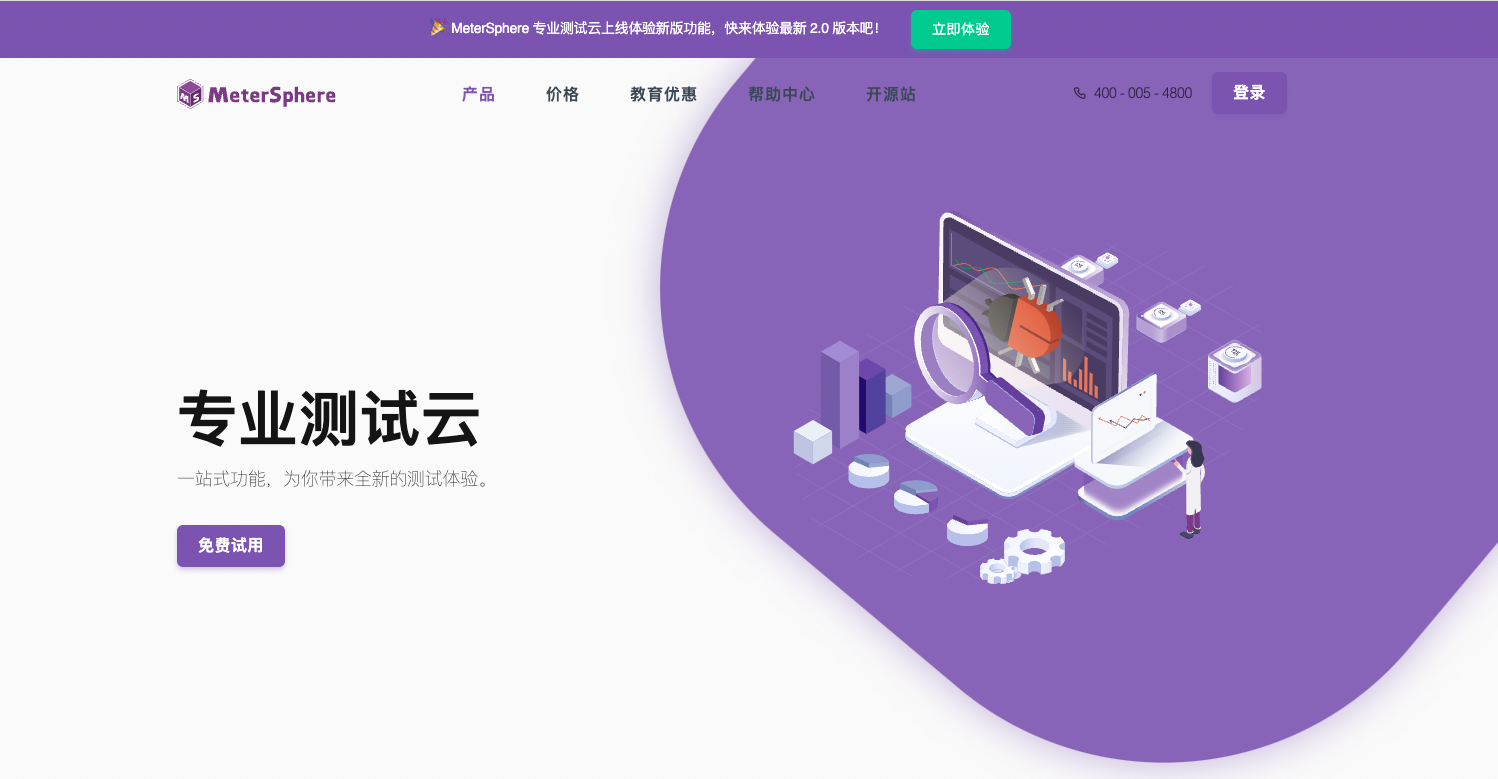 🎉 MeterSphere 专业测试云上线体验新版功能，快来体验最新 2.0 版本吧！ 立即体验
MeterSphere 产品 价格 教育优惠 帮助中心 开源站 400 - 005 - 4800 登录
专业测试云
一站式功能，为你带来全新的测试体验。
免费试用